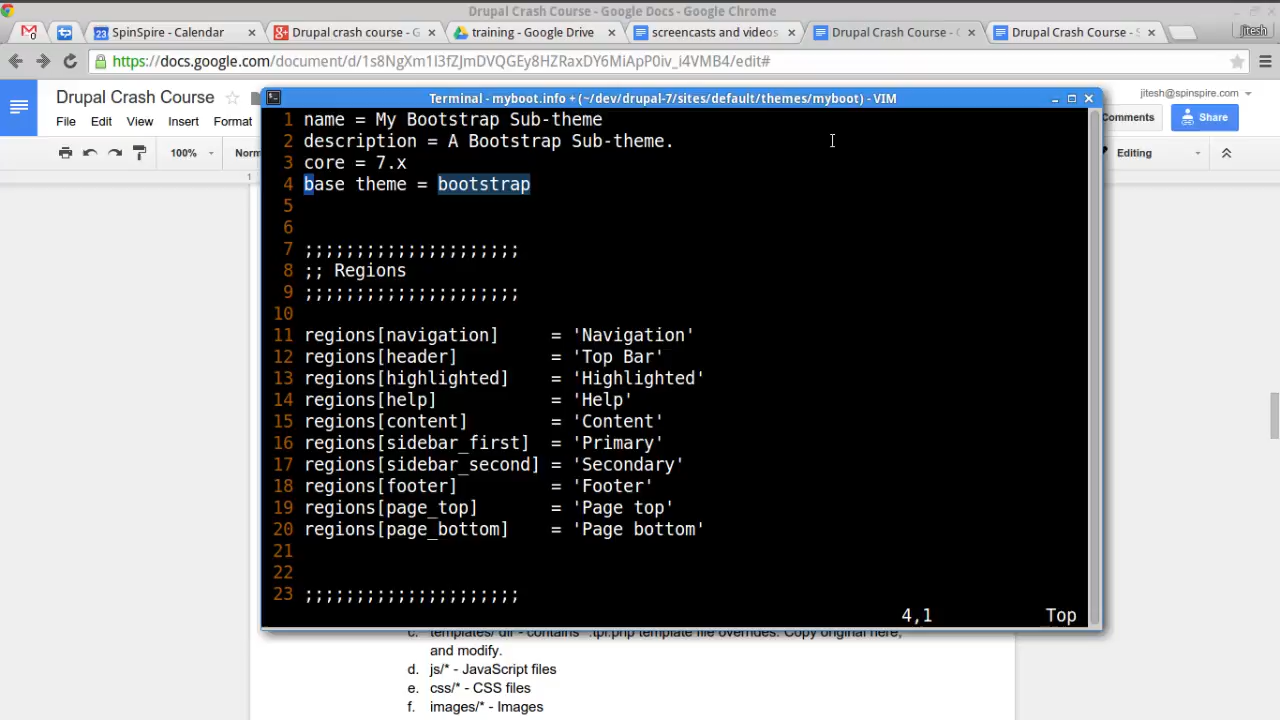 Drupal Crash Course - Google Docs - Google Chrome
SpinSpire - Calendar
Drupal crash course - G
training - Google Drive
screencasts and videos
Drupal Crash Course -
Drupal Crash Course - S
jitesh
https://docs.google.com/document/d/1s8NgXm1I3fZJmDVQGEy8HZRaxDY6MiApP0iv_i4VMB4/edit#
Drupal Crash Course
jitesh@spinspire.com
File Edit View Insert Format
Comments
Share
100%
Norm
Editing
Terminal - myboot.info + (~/dev/drupal-7/sites/default/themes/myboot) - VIM
1 name = My Bootstrap Sub-theme
2 description = A Bootstrap Sub-theme.
3 core = 7.x
4 base theme = bootstrap
5
6
7 ;;;;;;;;;;;;;;;;;;;;;
8 ;; Regions
9 ;;;;;;;;;;;;;;;;;;;;;
10
11 regions[navigation] = 'Navigation'
12 regions[header] = 'Top Bar'
13 regions[highlighted] = 'Highlighted'
14 regions[help] = 'Help'
15 regions[content] = 'Content'
16 regions[sidebar_first] = 'Primary'
17 regions[sidebar_second] = 'Secondary'
18 regions[footer] = 'Footer'
19 regions[page_top] = 'Page top'
20 regions[page_bottom] = 'Page bottom'
21
22
23 ;;;;;;;;;;;;;;;;;;;;;
4,1 Top
c. templates/ dir - contains *.tpl.php template file overrides. Copy original here,
and modify.
d. js/* - JavaScript files
e. css/* - CSS files
f. images/* - Images